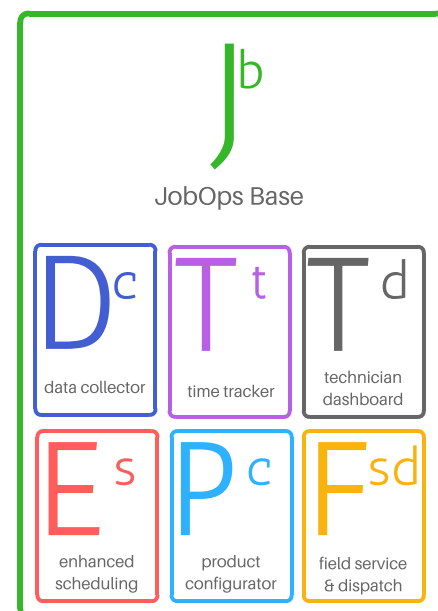 Jb
JobOps Base
Dc
data collector
Tt
time tracker
Td
technician
dashboard
Es
enhanced
scheduling
Pc
product
configurator
Fsd
field service
& dispatch